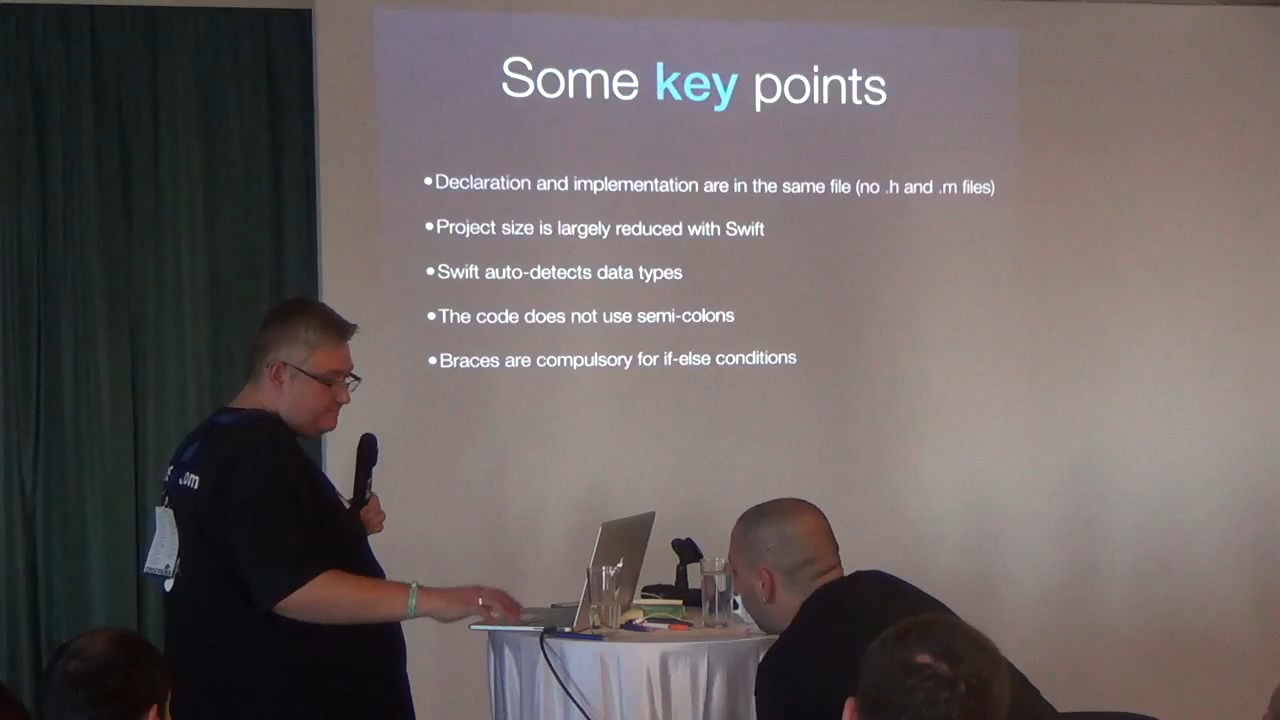 Some key points
•Declaration and implementation are in the same file (no .h and .m files)
•Project size is largely reduced with Swift
•Swift auto-detects data types
•The code does not use semi-colons
•Braces are compulsory for if-else conditions